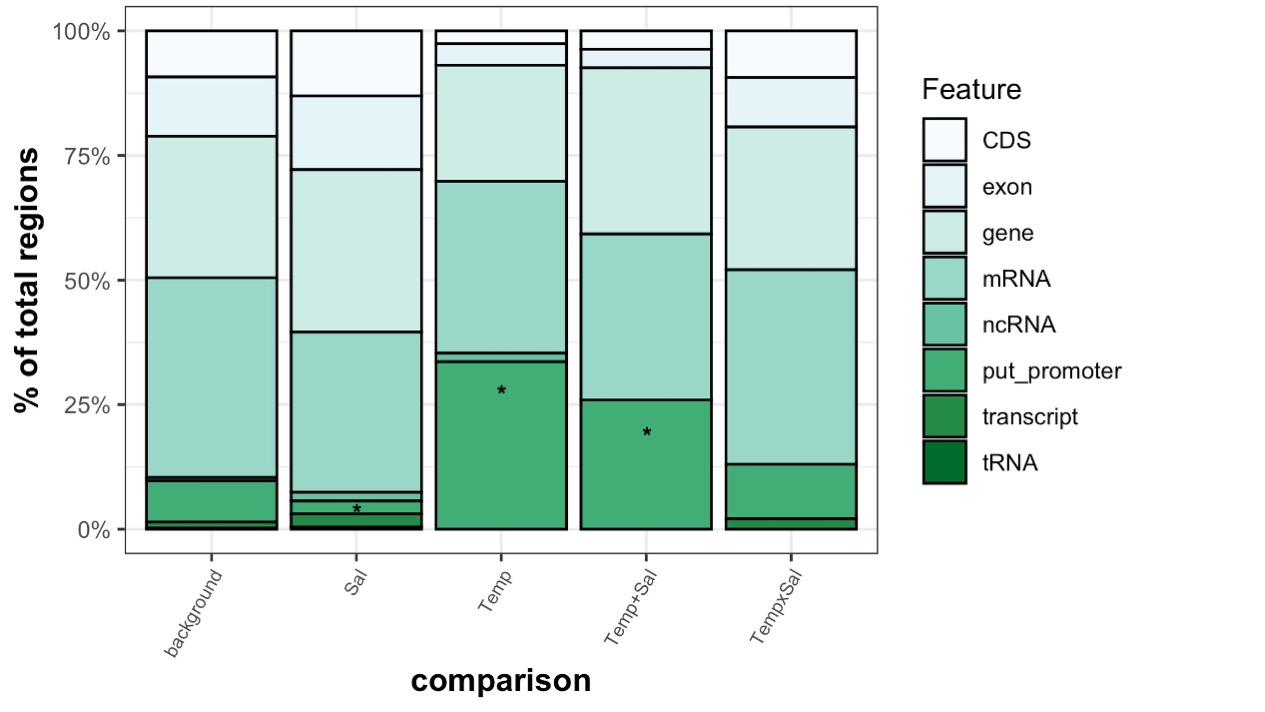 % of total regions
100%
75%
50%
25%
0%
*
*
*
background
Sal
Temp
Temp+Sal
TempxSal
comparison
Feature
CDS
exon
gene
mRNA
ncRNA
put_promoter
transcript
tRNA